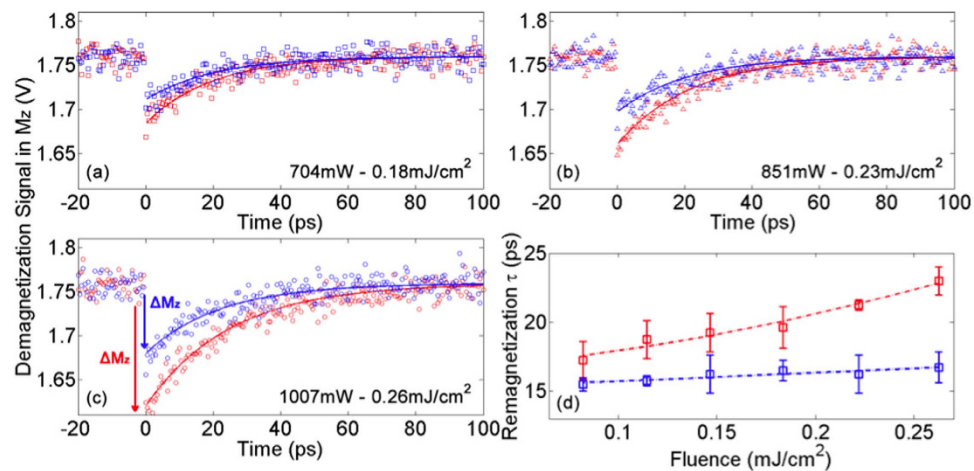 Demagnetization Signal in Mz (V)
1.8
1.75
1.7
1.65
(a)
704mW - 0.18mJ/cm²
-20 0 20 40 60 80 100
Time (ps)
1.8
1.75
1.7
1.65
(b)
851mW - 0.23mJ/cm²
-20 0 20 40 60 80 100
Time (ps)
1.8
1.75
1.7
1.65
ΔMz
ΔMz
(c)
1007mW - 0.26mJ/cm²
-20 0 20 40 60 80 100
Time (ps)
Remagnetization τ (ps)
25
20
15
(d)
0.1 0.15 0.2 0.25
Fluence (mJ/cm²)